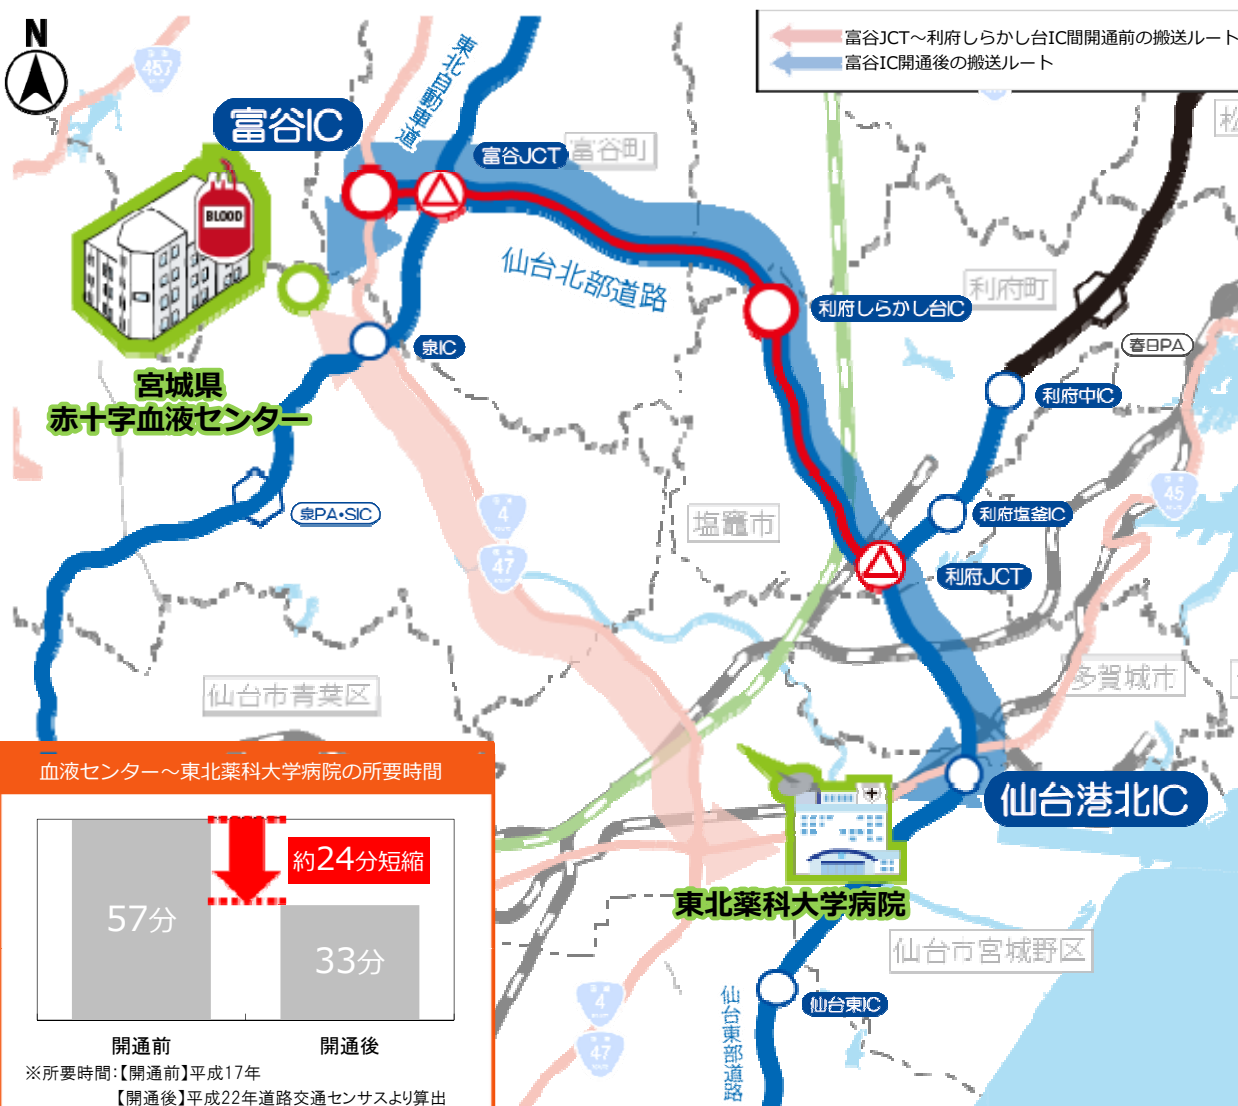 N
457
富谷JCT～利府しらかし台IC間開通前の搬送ルート
富谷IC開通後の搬送ルート
東北自動車道
富谷IC
富谷JCT
富谷町
BLOOD
仙台北部道路
利府町
利府しらかし台IC
春日PA
泉IC
利府中IC
宮城県
赤十字血液センター
泉PA・SIC
4
47
塩竈市
利府塩釜IC
45
利府JCT
仙台市青葉区
多賀城市
仙台港北IC
東北薬科大学病院
仙台市宮城野区
仙台東IC
4
47
仙台東部道路
血液センター～東北薬科大学病院の所要時間
約24分短縮
57分
33分
開通前
開通後
※所要時間:【開通前】平成17年
【開通後】平成22年道路交通センサスより算出